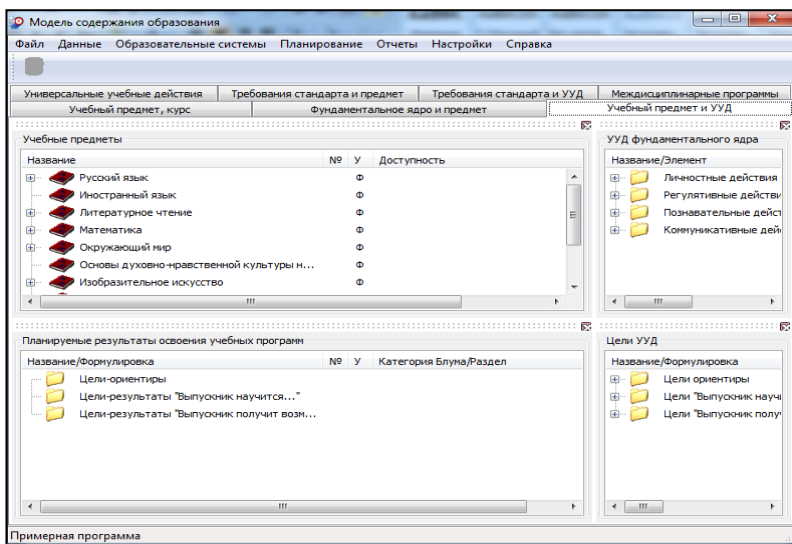 Модель содержания образования
Файл Данные Образовательные системы Планирование Отчеты Настройки Справка
Универсальные учебные действия Требования стандарта и предмет Требования стандарта и УУД Междисциплинарные программы
Учебный предмет, курс Фундаментальное ядро и предмет Учебный предмет и УУД
Учебные предметы
Название № У Доступность
Русский язык Ф
Иностранный язык Ф
Литературное чтение Ф
Математика Ф
Окружающий мир Ф
Основы духовно-нравственной культуры н... Ф
Изобразительное искусство Ф
УУД фундаментального ядра
Название/Элемент
Личностные действия
Регулятивные действи
Познавательные дейст
Коммуникативные дей
Планируемые результаты освоения учебных программ
Название/Формулировка № У Категория Блума/Раздел
Цели-ориентиры
Цели-результаты "Выпускник научится..."
Цели-результаты "Выпускник получит возм...
Цели УУД
Название/Формулировка
Цели ориентиры
Цели "Выпускник науч
Цели "Выпускник полу
Примерная программа